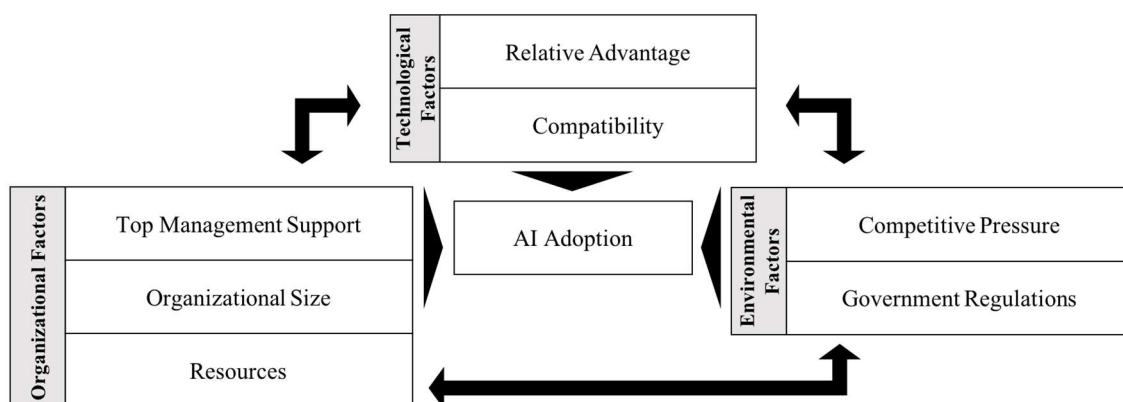 Technological
Factors
Relative Advantage
Compatibility
Organizational Factors
Top Management Support
Organizational Size
Resources
AI Adoption
Environmental
Factors
Competitive Pressure
Government Regulations